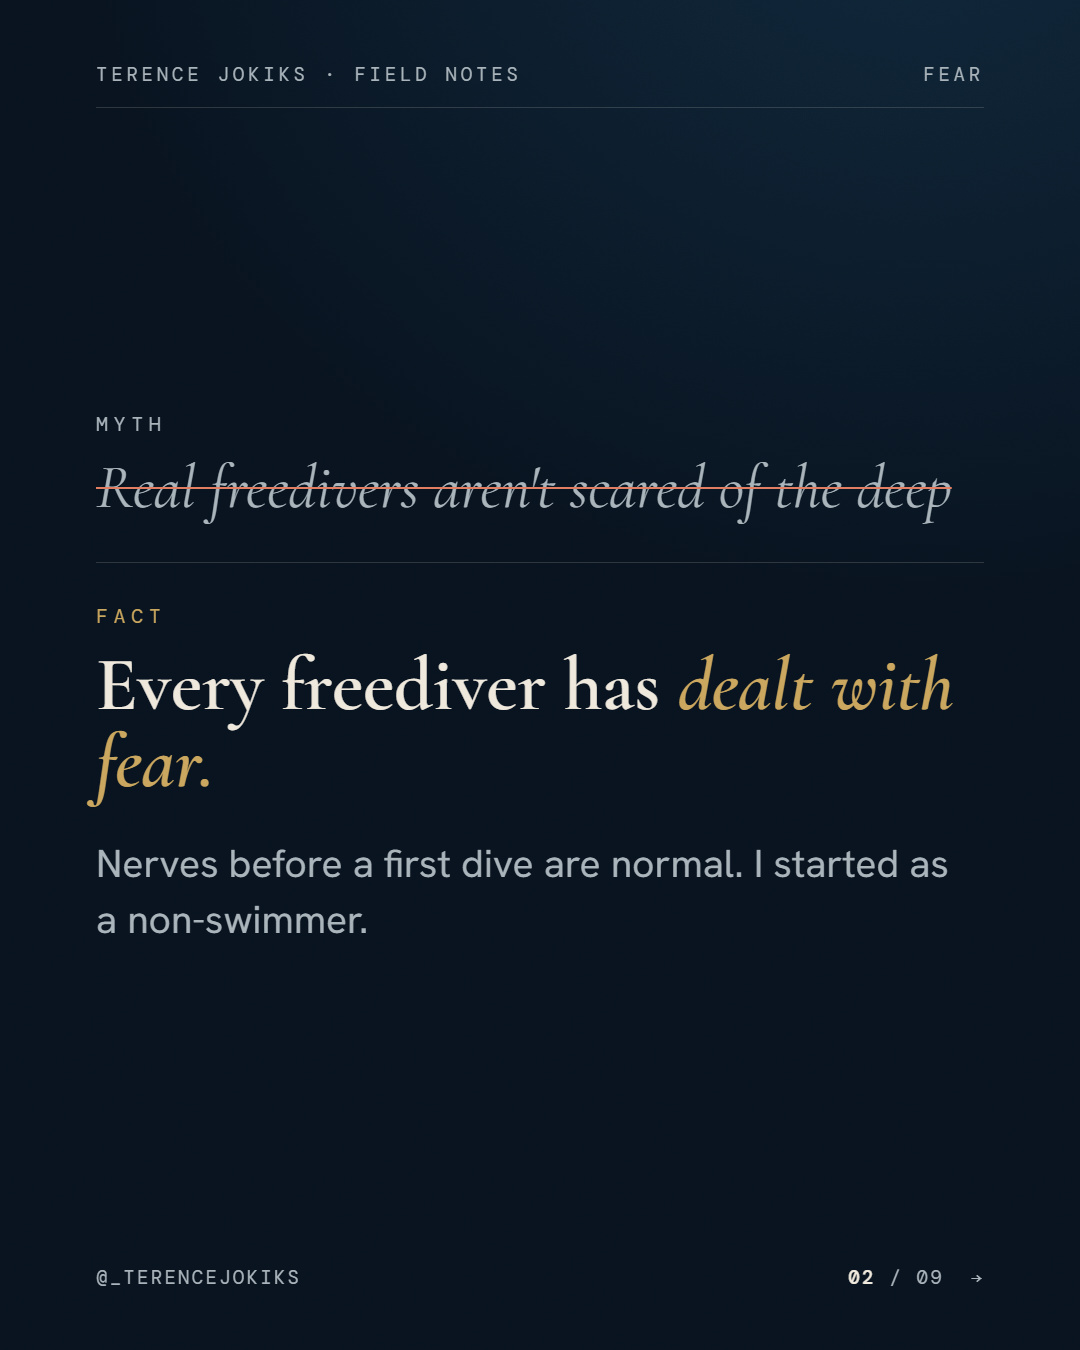 TERENCE JOKIKS · FIELD NOTES
FEAR
MYTH
Real freedivers aren't scared of the deep
FACT
Every freediver has dealt with
fear.
Nerves before a first dive are normal. I started as
a non-swimmer.
@_TERENCEJOKIKS
02 / 09 →